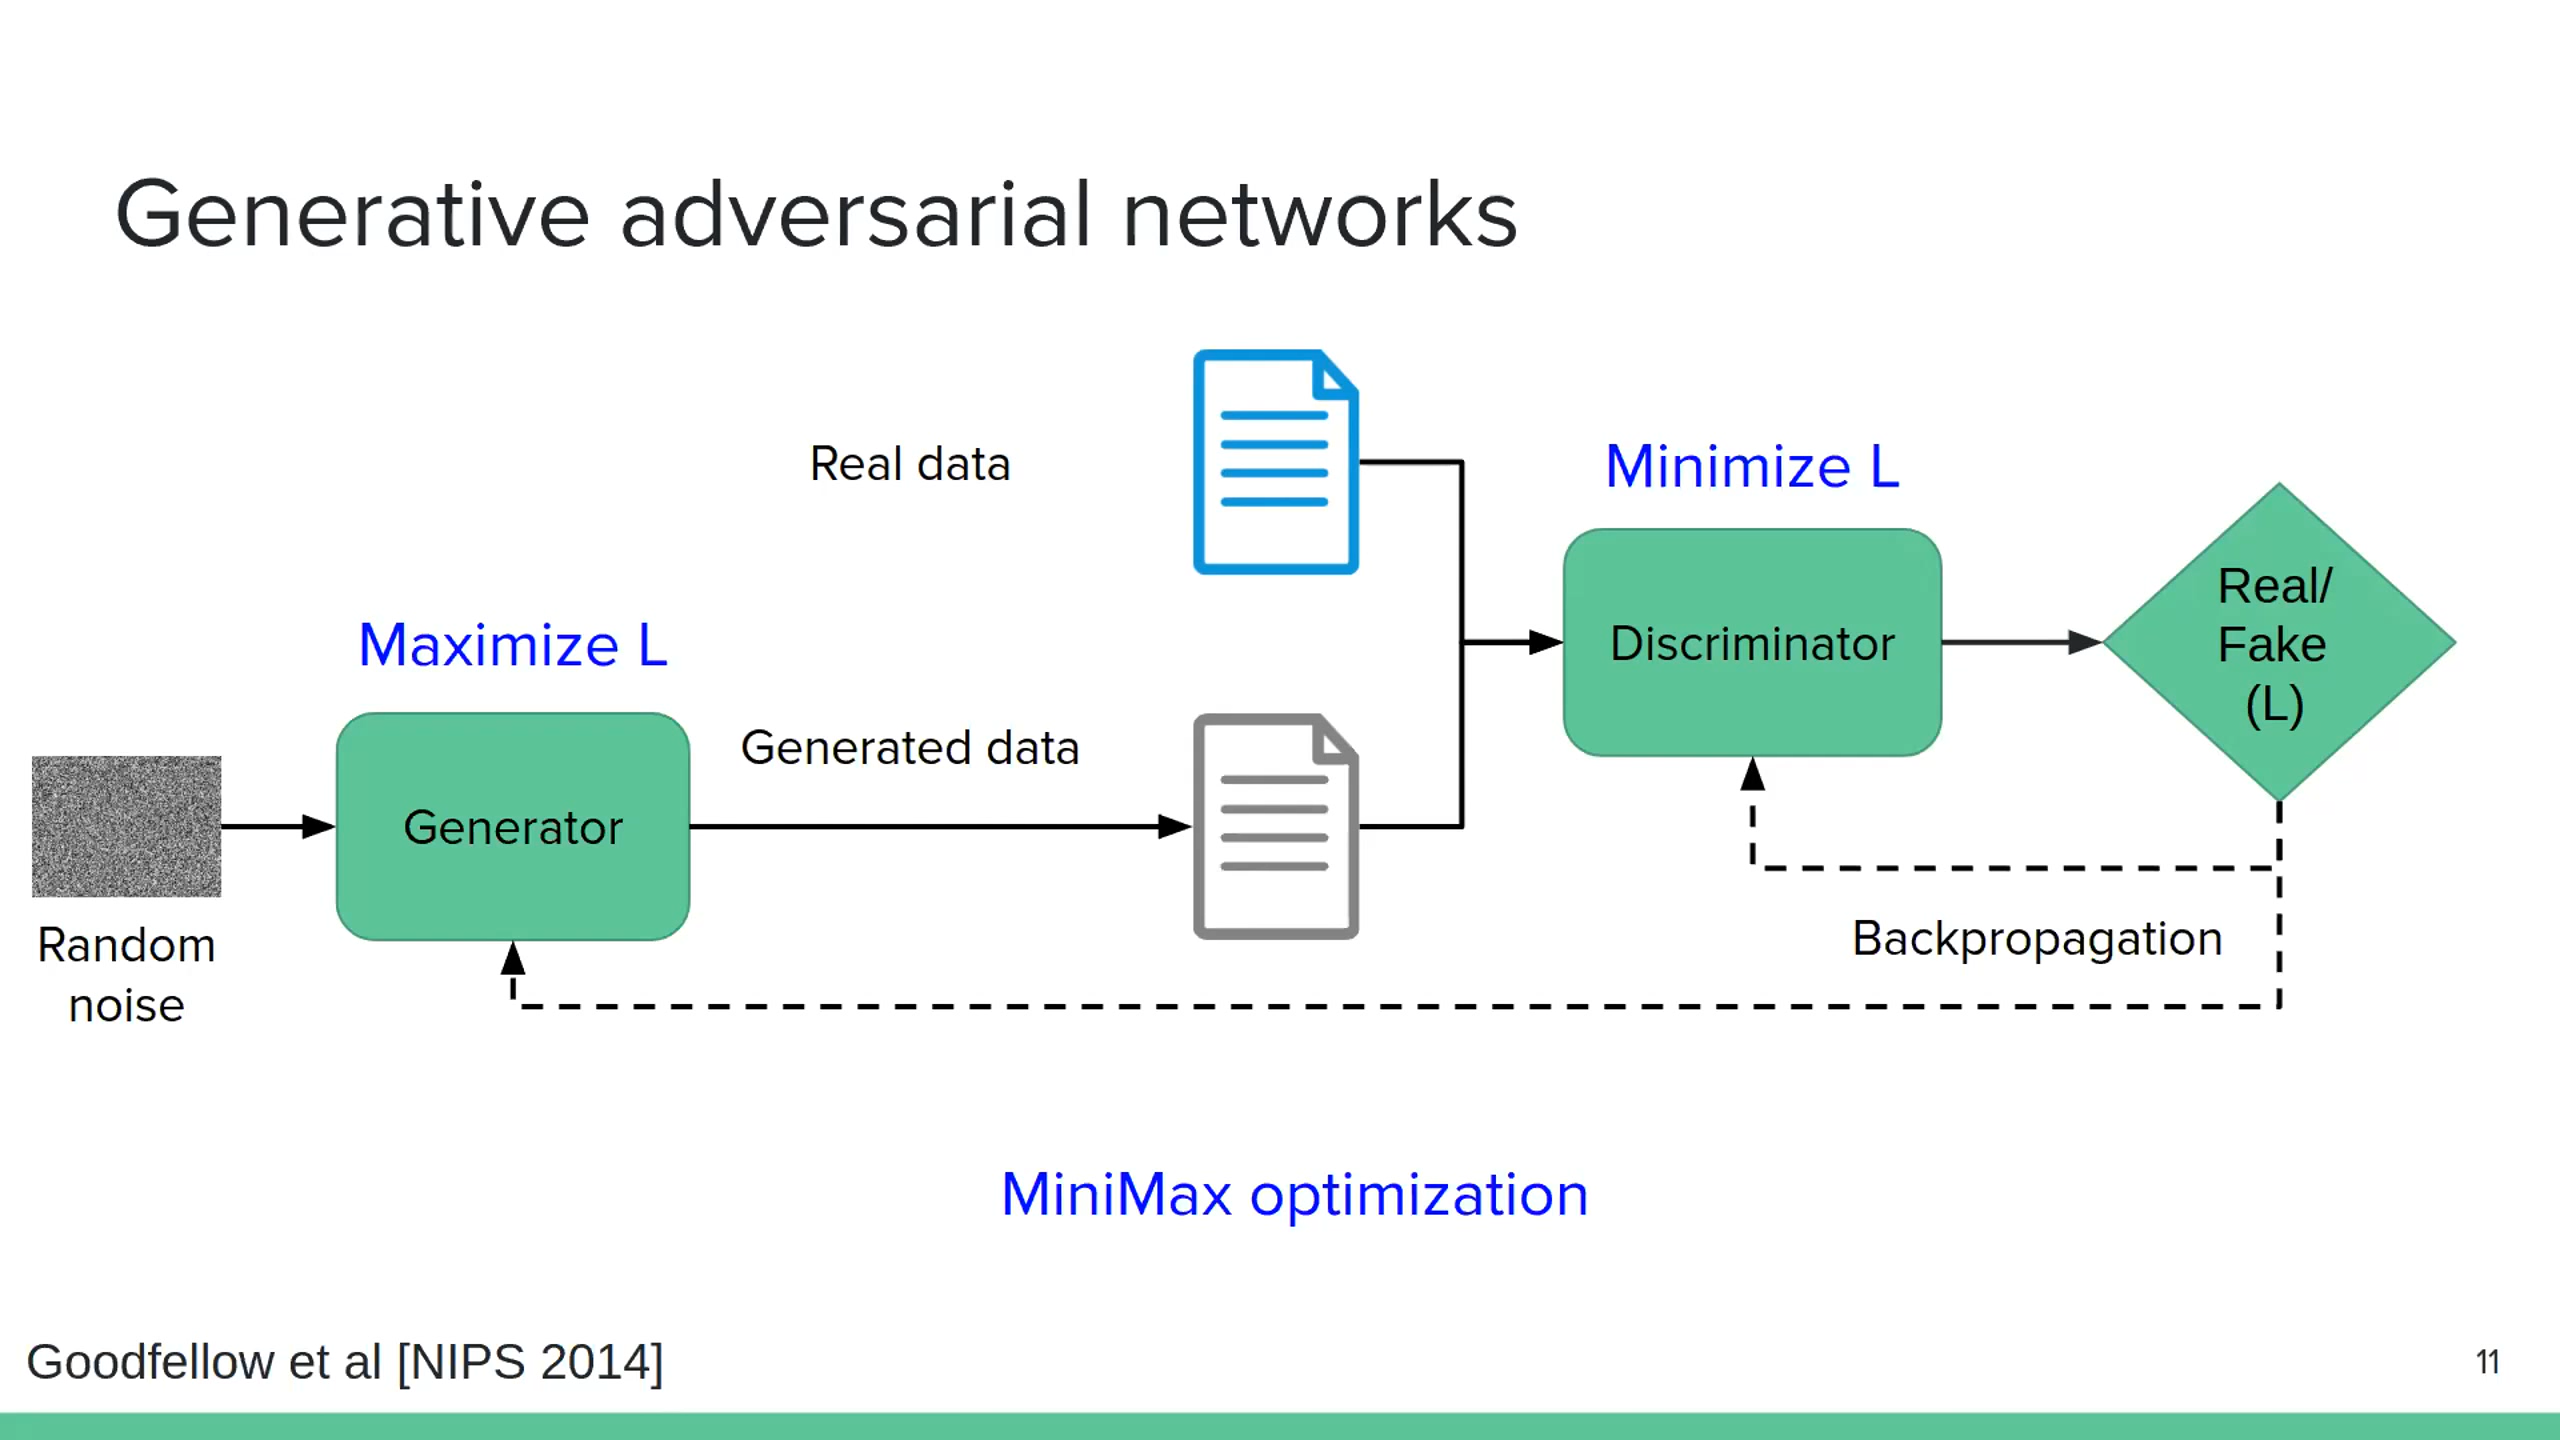 Generative adversarial networks
Real data
Minimize L
Maximize L
Real/
Fake
(L)
Discriminator
Generated data
Generator
Random
noise
Backpropagation
MiniMax optimization
Goodfellow et al [NIPS 2014]
11